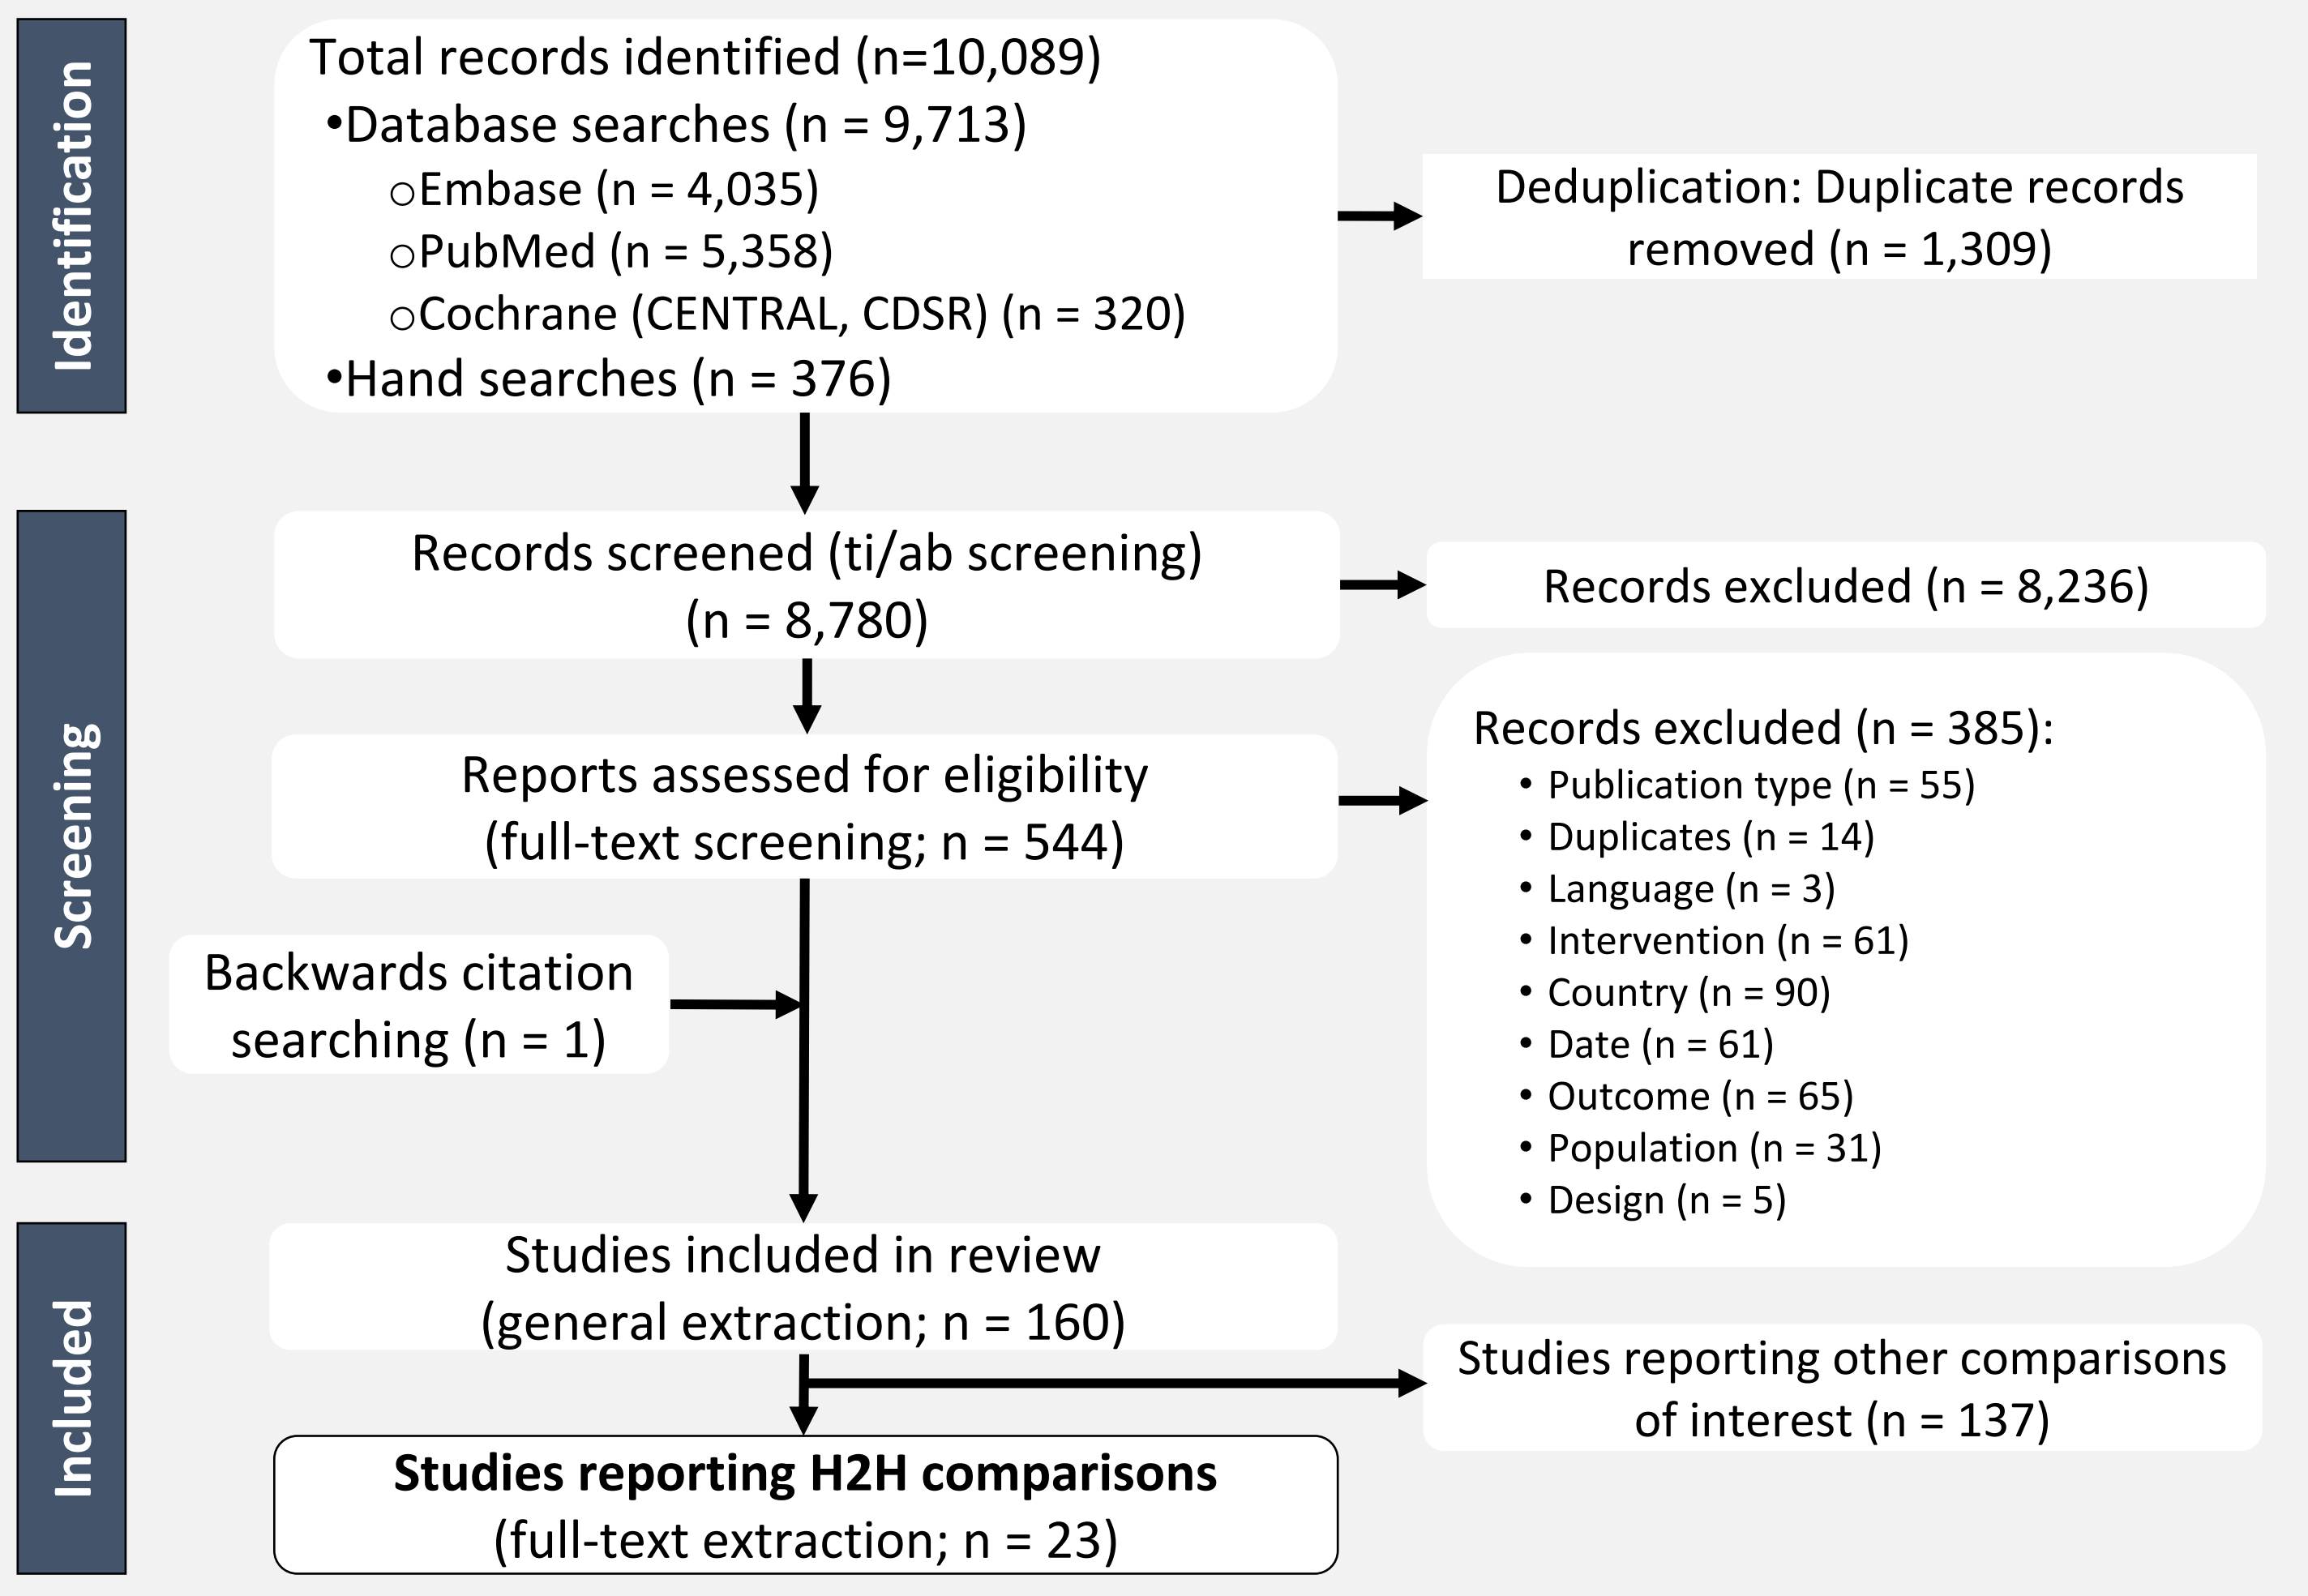 Identification
Total records identified (n=10,089)
•Database searches (n = 9,713)
○Embase (n = 4,035)
○PubMed (n = 5,358)
○Cochrane (CENTRAL, CDSR) (n = 320)
•Hand searches (n = 376)
Deduplication: Duplicate records
removed (n = 1,309)
Screening
Records screened (ti/ab screening)
(n = 8,780)
Records excluded (n = 8,236)
Reports assessed for eligibility
(full-text screening; n = 544)
Records excluded (n = 385):
• Publication type (n = 55)
• Duplicates (n = 14)
• Language (n = 3)
• Intervention (n = 61)
• Country (n = 90)
• Date (n = 61)
• Outcome (n = 65)
• Population (n = 31)
• Design (n = 5)
Backwards citation
searching (n = 1)
Included
Studies included in review
(general extraction; n = 160)
Studies reporting other comparisons
of interest (n = 137)
Studies reporting H2H comparisons
(full-text extraction; n = 23)